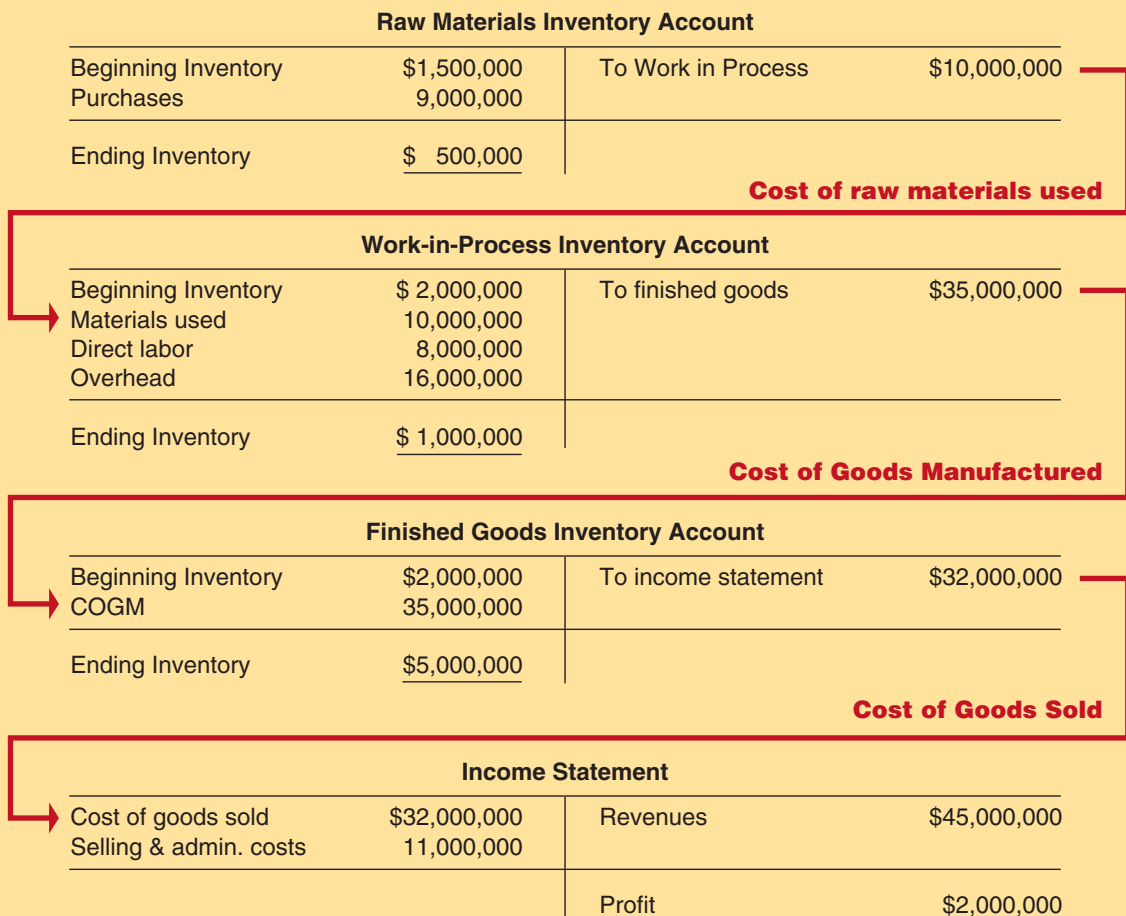 Raw Materials Inventory Account
Beginning Inventory $1,500,000 To Work in Process $10,000,000
Purchases 9,000,000
Ending Inventory $ 500,000
Cost of raw materials used
Work-in-Process Inventory Account
Beginning Inventory $ 2,000,000 To finished goods $35,000,000
Materials used 10,000,000
Direct labor 8,000,000
Overhead 16,000,000
Ending Inventory $ 1,000,000
Cost of Goods Manufactured
Finished Goods Inventory Account
Beginning Inventory $2,000,000 To income statement $32,000,000
COGM 35,000,000
Ending Inventory $5,000,000
Cost of Goods Sold
Income Statement
Cost of goods sold $32,000,000 Revenues $45,000,000
Selling & admin. costs 11,000,000
Profit $2,000,000